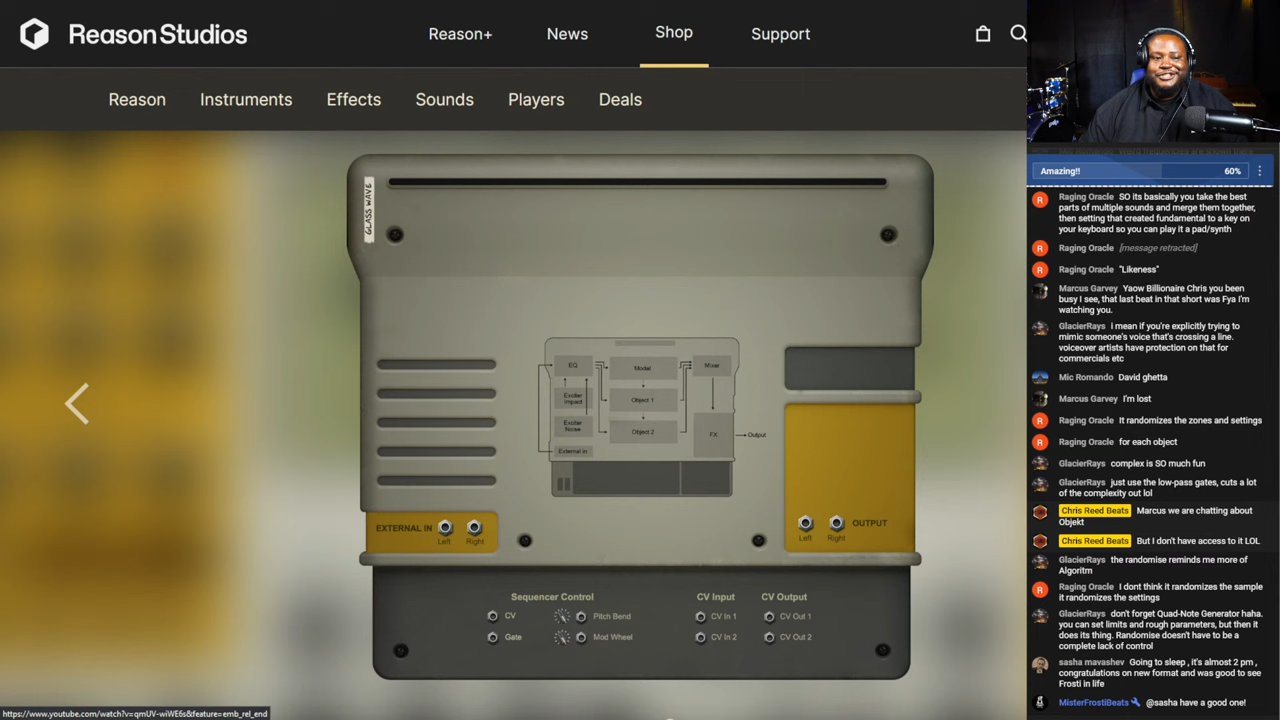 Reason Studios
Reason+ News Shop Support
Reason Instruments Effects Sounds Players Deals
GLASS WAVE
EQ
Exciter
Impact
Exciter
Noise
External in
Modal
Object 1
Object 2
Mixer
FX
Output
EXTERNAL IN
Left Right
OUTPUT
Left Right
Sequencer Control
CV Pitch Bend
Gate Mod Wheel
CV Input
CV In 1
CV In 2
CV Output
CV Out 1
CV Out 2
https://www.youtube.com/watch?v=qmUV-wiWE6s&feature=emb_rel_end
Amazing!! 60%
R Raging Oracle SO its basically you take the best
parts of multiple sounds and merge them together,
then setting that created fundamental to a key on
your keyboard so you can play it a pad/synth
R Raging Oracle [message retracted]
R Raging Oracle "Likeness"
Marcus Garvey Yaow Billionaire Chris you been
busy I see, that last beat in that short was Fya I'm
watching you.
GlacierRays i mean if you're explicitly trying to
mimic someone's voice that's crossing a line.
voiceover artists have protection on that for
commercials etc
Mic Romando David ghetta
Marcus Garvey I'm lost
R Raging Oracle It randomizes the zones and settings
R Raging Oracle for each object
GlacierRays complex is SO much fun
GlacierRays just use the low-pass gates, cuts a lot
of the complexity out lol
Chris Reed Beats Marcus we are chatting about
Objekt
Chris Reed Beats But I don't have access to it LOL
GlacierRays the randomise reminds me more of
Algoritm
R Raging Oracle I dont think it randomizes the sample
it randomizes the settings
GlacierRays don't forget Quad-Note Generator haha.
you can set limits and rough parameters, but then it
does its thing. Randomise doesn't have to be a
complete lack of control
sasha mavashev Going to sleep , it's almost 2 pm ,
congratulations on new format and was good to see
Frosti in life
MisterFrostiBeats @sasha have a good one!